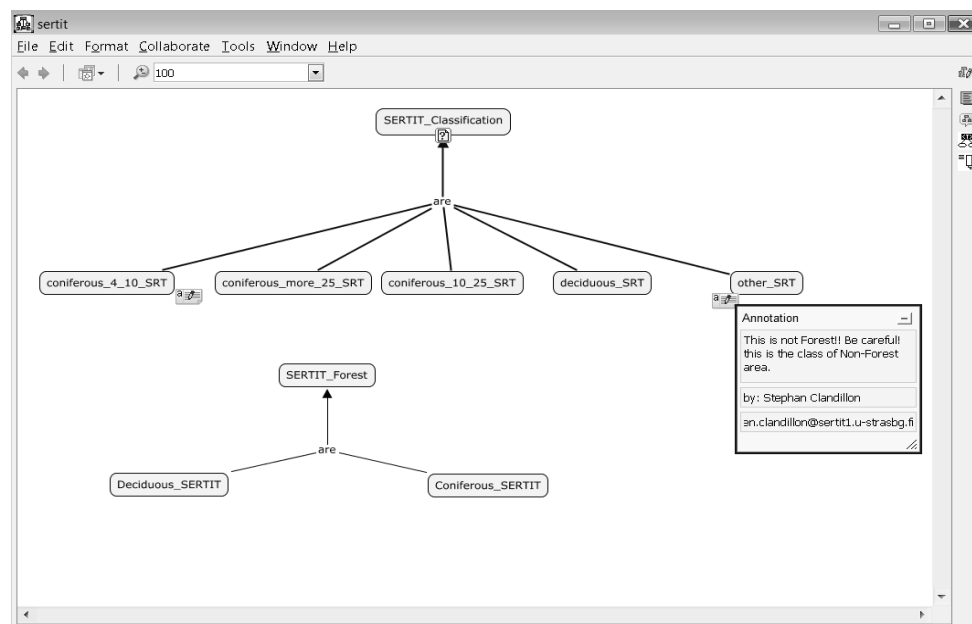 sertit
File Edit Format Collaborate Tools Window Help
100
SERTIT_Classification
are
coniferous_4_10_SRT
coniferous_more_25_SRT
coniferous_10_25_SRT
deciduous_SRT
other_SRT
Annotation
This is not Forest!! Be careful!
this is the class of Non-Forest
area.
by: Stephan Clandillon
en.clandillon@sertit1.u-strasbg.fi
SERTIT_Forest
are
Deciduous_SERTIT
Coniferous_SERTIT